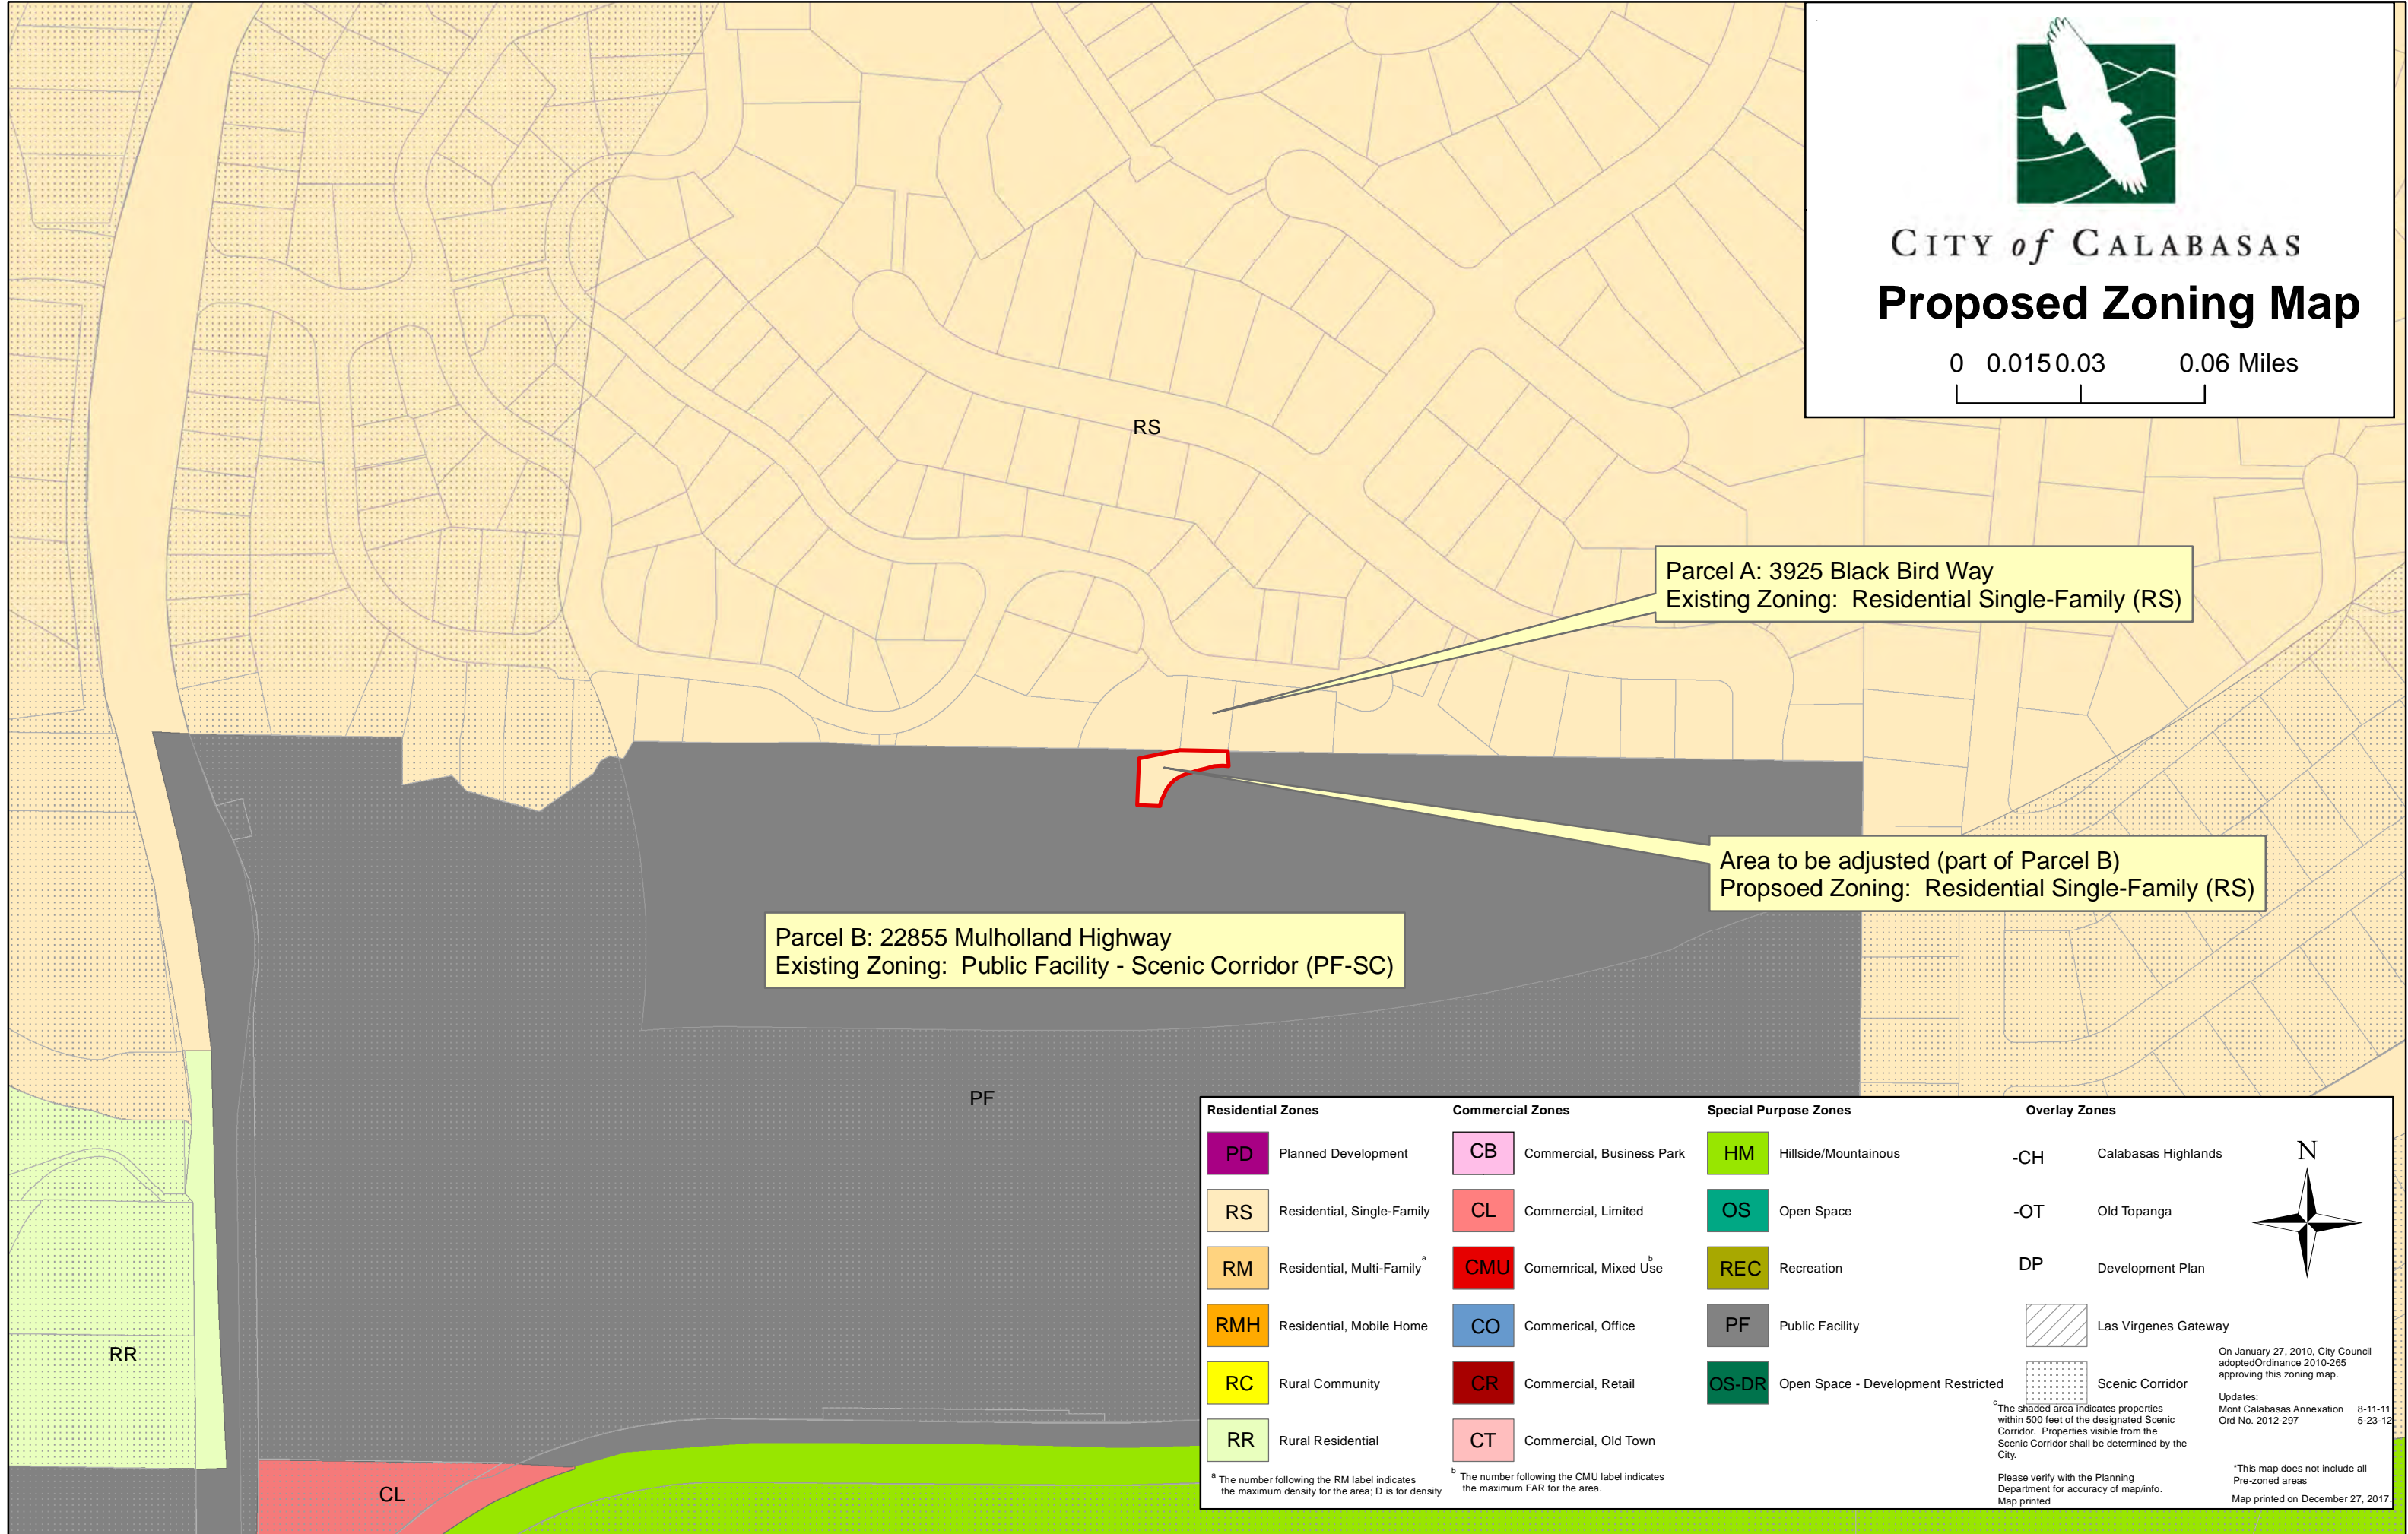 CITY of CALABASAS
Proposed Zoning Map
0 0.015 0.03 0.06 Miles
RS
Parcel A: 3925 Black Bird Way
Existing Zoning: Residential Single-Family (RS)
Area to be adjusted (part of Parcel B)
Propsoed Zoning: Residential Single-Family (RS)
Parcel B: 22855 Mulholland Highway
Existing Zoning: Public Facility - Scenic Corridor (PF-SC)
PF
RR
CL
Residential Zones
PD Planned Development
RS Residential, Single-Family
RM Residential, Multi-Family a
RMH Residential, Mobile Home
RC Rural Community
RR Rural Residential
a The number following the RM label indicates
the maximum density for the area; D is for density
Commercial Zones
CB Commercial, Business Park
CL Commercial, Limited
CMU Comemrical, Mixed Use b
CO Commerical, Office
CR Commercial, Retail
CT Commercial, Old Town
b The number following the CMU label indicates
the maximum FAR for the area.
Special Purpose Zones
HM Hillside/Mountainous
OS Open Space
REC Recreation
PF Public Facility
OS-DR Open Space - Development Restricted
Overlay Zones
-CH Calabasas Highlands
-OT Old Topanga
DP Development Plan
Las Virgenes Gateway
Scenic Corridor
c The shaded area indicates properties
within 500 feet of the designated Scenic
Corridor. Properties visible from the
Scenic Corridor shall be determined by the
City.
Please verify with the Planning
Department for accuracy of map/info.
Map printed
N
On January 27, 2010, City Council
adoptedOrdinance 2010-265
approving this zoning map.
Updates:
Mont Calabasas Annexation 8-11-11
Ord No. 2012-297 5-23-12
*This map does not include all
Pre-zoned areas
Map printed on December 27, 2017.